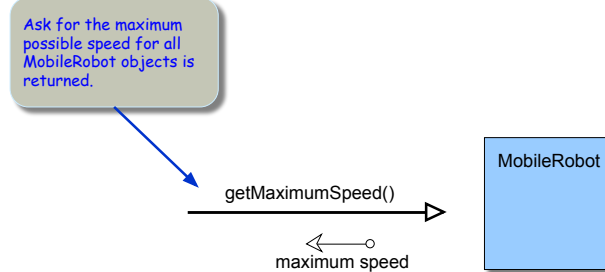 Ask for the maximum
possible speed for all
MobileRobot objects is
returned.
MobileRobot
getMaximumSpeed()
maximum speed